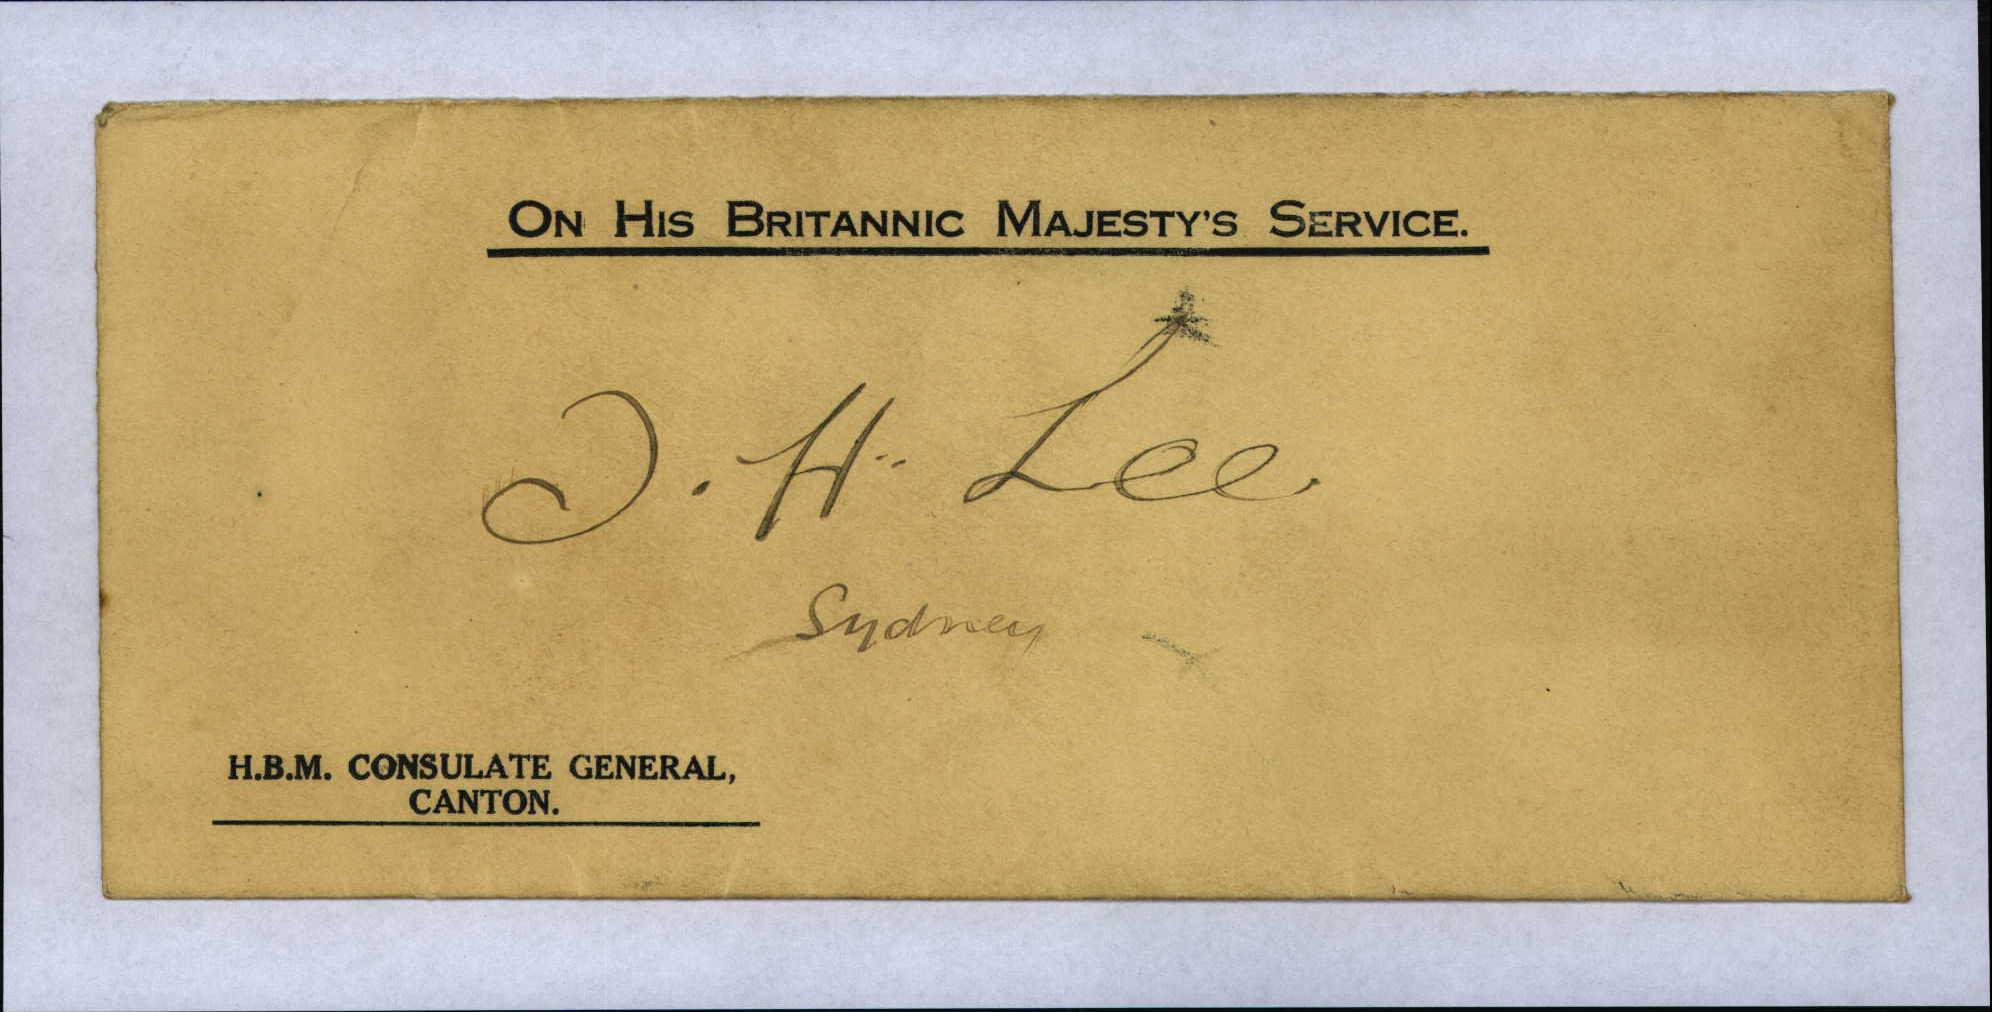 On His Britannic Majesty's Service.
J. H. Lee
Sydney
H.B.M. CONSULATE GENERAL,
CANTON.